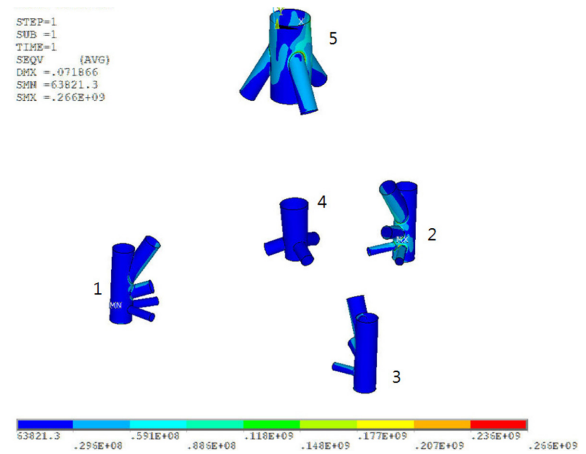 STEP=1
SUB =1
TIME=1
SEQV (AVG)
DMX =.071866
SMN =63821.3
SMX =.266E+09
X
5
4
2
MX
1
MN
3
63821.3 .591E+08 .118E+09 .177E+09 .236E+09
.296E+08 .886E+08 .148E+09 .207E+09 .266E+09